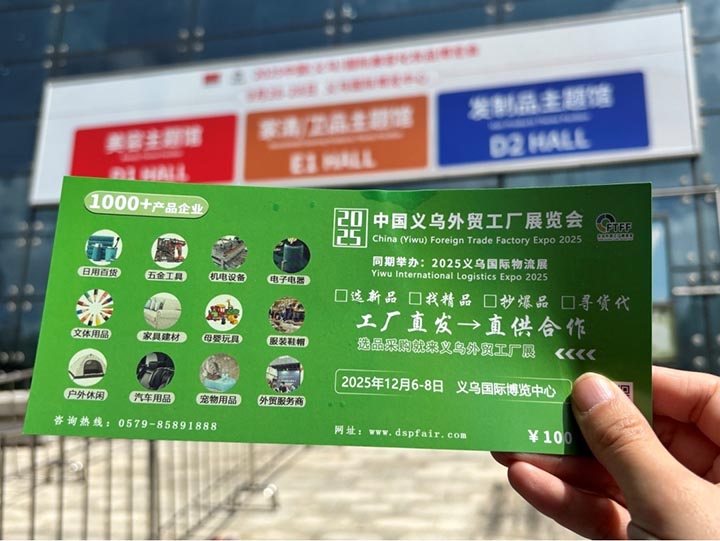 美容主题馆
D1 HALL
家清/卫品主题馆
E1 HALL
发制品主题馆
D2 HALL
1000+产品企业
日用百货
五金工具
机电设备
电子电器
文体用品
家具建材
母婴玩具
服装鞋帽
户外休闲
汽车用品
宠物用品
外贸服务商
咨询热线：0579-85891888
2025
中国义乌外贸工厂展览会
China (Yiwu) Foreign Trade Factory Expo 2025
FTFF
同期举办：2025义乌国际物流展
Yiwu International Logistics Expo 2025
□选新品 □找精品 □抄爆品 □寻货代
工厂直发→直供合作
选品采购就来义乌外贸工厂展
2025年12月6-8日 义乌国际博览中心
网址：www.dspfair.com
¥100